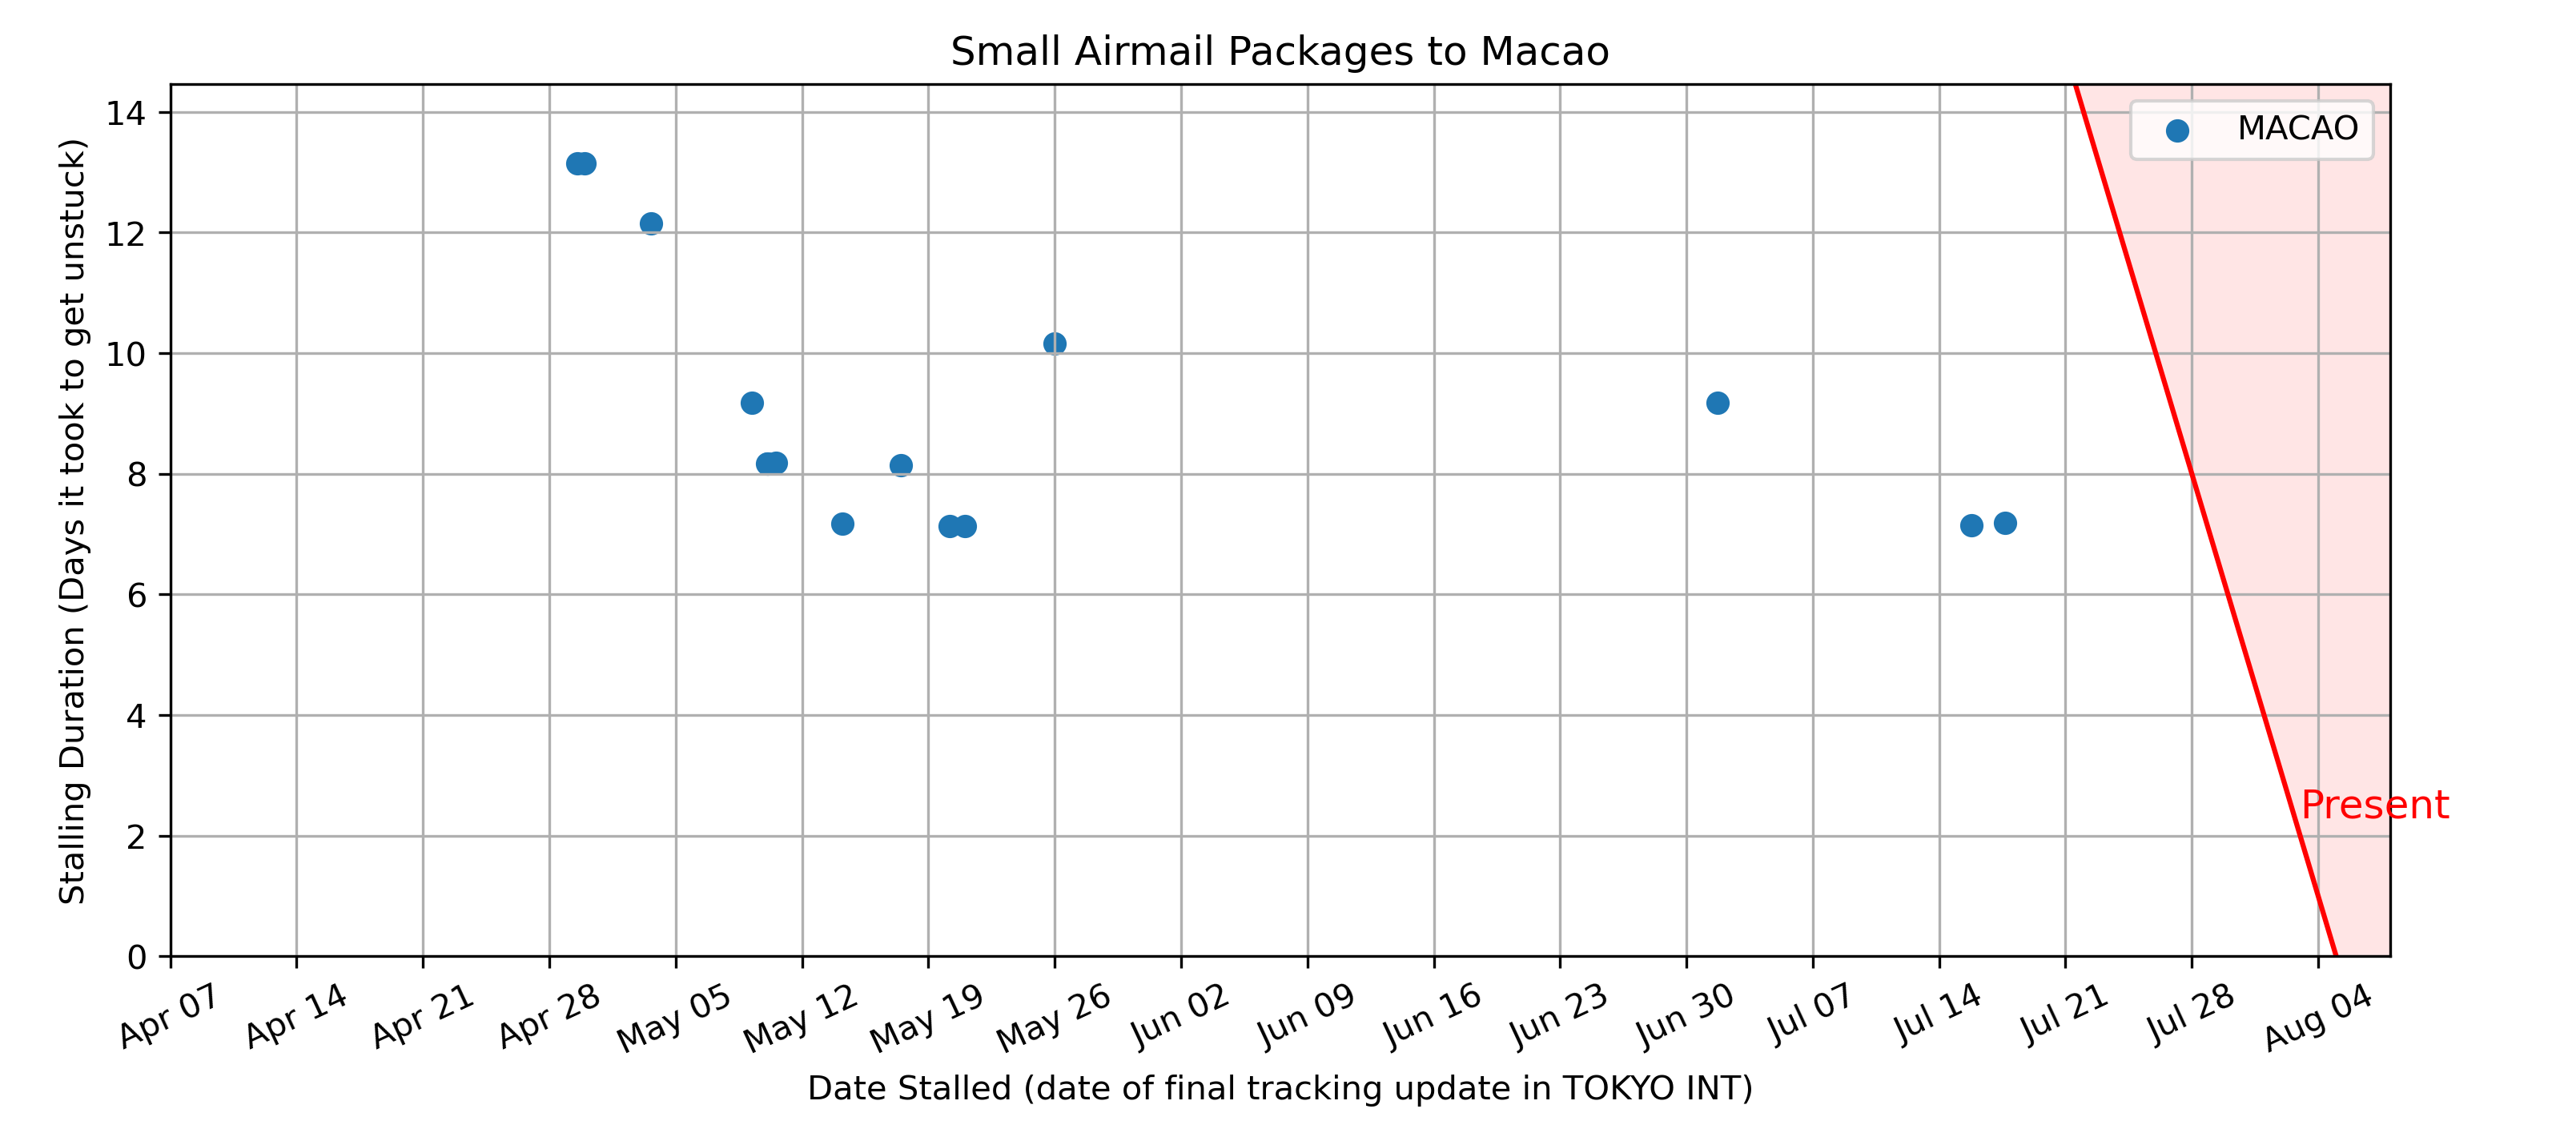 Small Airmail Packages to Macao
MACAO
Stalling Duration (Days it took to get unstuck)
14
12
10
8
6
4
2
0
Present
Apr 07
Apr 14
Apr 21
Apr 28
May 05
May 12
May 19
May 26
Jun 02
Jun 09
Jun 16
Jun 23
Jun 30
Jul 07
Jul 14
Jul 21
Jul 28
Aug 04
Date Stalled (date of final tracking update in TOKYO INT)